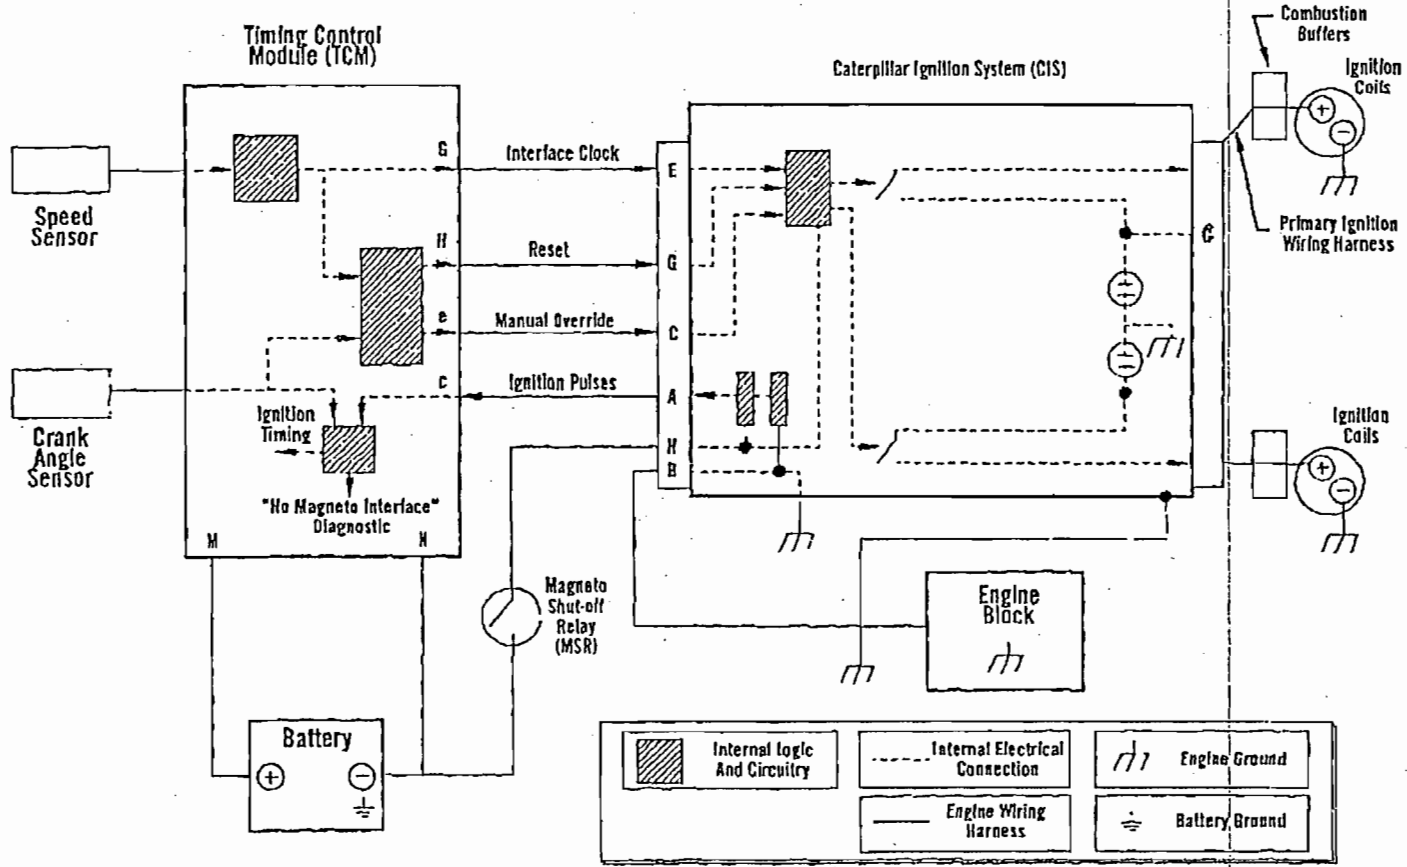 Timing Control
Module (TCM)
Caterpillar Ignition System (CIS)
Combustion
Buffers
Ignition
Coils
Speed
Sensor
G
Interface Clock
E
H
Reset
G
e
Manual Override
C
C
Ignition Pulses
A
Ignition
Timing
H
B
Crank
Angle
Sensor
"No Magneto Interface"
Diagnostic
M
N
Primary Ignition
Wiring Harness
Ignition
Coils
Magneto
Shut-off
Relay
(MSR)
Engine
Block
Battery
+
−
+
−
+
−
Internal Logic
And Circuitry
Internal Electrical
Connection
Engine Ground
Engine Wiring
Harness
Battery Ground